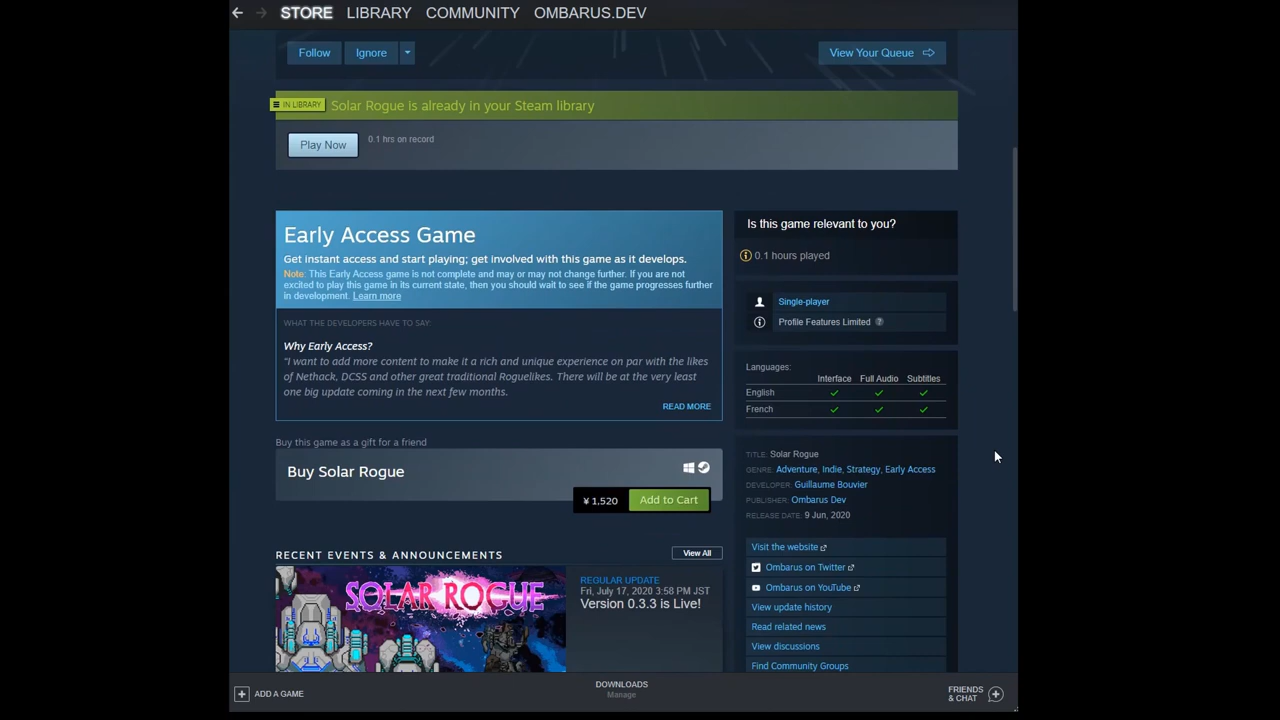 STORE LIBRARY COMMUNITY OMBARUS.DEV
Follow Ignore View Your Queue
IN LIBRARY Solar Rogue is already in your Steam library
Play Now 0.1 hrs on record
Early Access Game
Get instant access and start playing; get involved with this game as it develops.
Note: This Early Access game is not complete and may or may not change further. If you are
not excited to play this game in its current state, then you should wait to see if the game progresses further
in development. Learn more
WHAT THE DEVELOPERS HAVE TO SAY:
Why Early Access?
“I want to add more content to make it a rich and unique experience on par with the likes
of Nethack, DCSS and other great traditional Roguelikes. There will be at the very least
one big update coming in the next few months.
READ MORE
Buy this game as a gift for a friend
Buy Solar Rogue
¥ 1,520 Add to Cart
RECENT EVENTS & ANNOUNCEMENTS View All
SOLAR ROGUE
REGULAR UPDATE
Fri, July 17, 2020 3:58 PM JST
Version 0.3.3 is Live!
Is this game relevant to you?
0.1 hours played
Single-player
Profile Features Limited ?
Languages:
Interface Full Audio Subtitles
English ✓ ✓ ✓
French ✓ ✓ ✓
TITLE: Solar Rogue
GENRE: Adventure, Indie, Strategy, Early Access
DEVELOPER: Guillaume Bouvier
PUBLISHER: Ombarus Dev
RELEASE DATE: 9 Jun, 2020
Visit the website
Ombarus on Twitter
Ombarus on YouTube
View update history
Read related news
View discussions
Find Community Groups
ADD A GAME
DOWNLOADS
Manage
FRIENDS
& CHAT